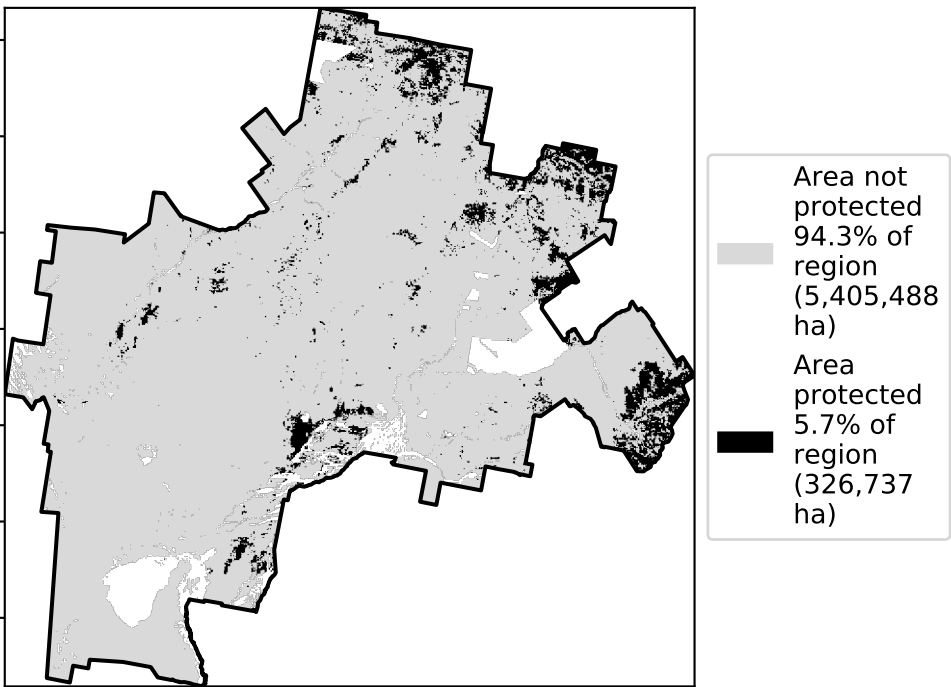 Area not
protected
94.3% of
region
(5,405,488
ha)
Area
protected
5.7% of
region
(326,737
ha)